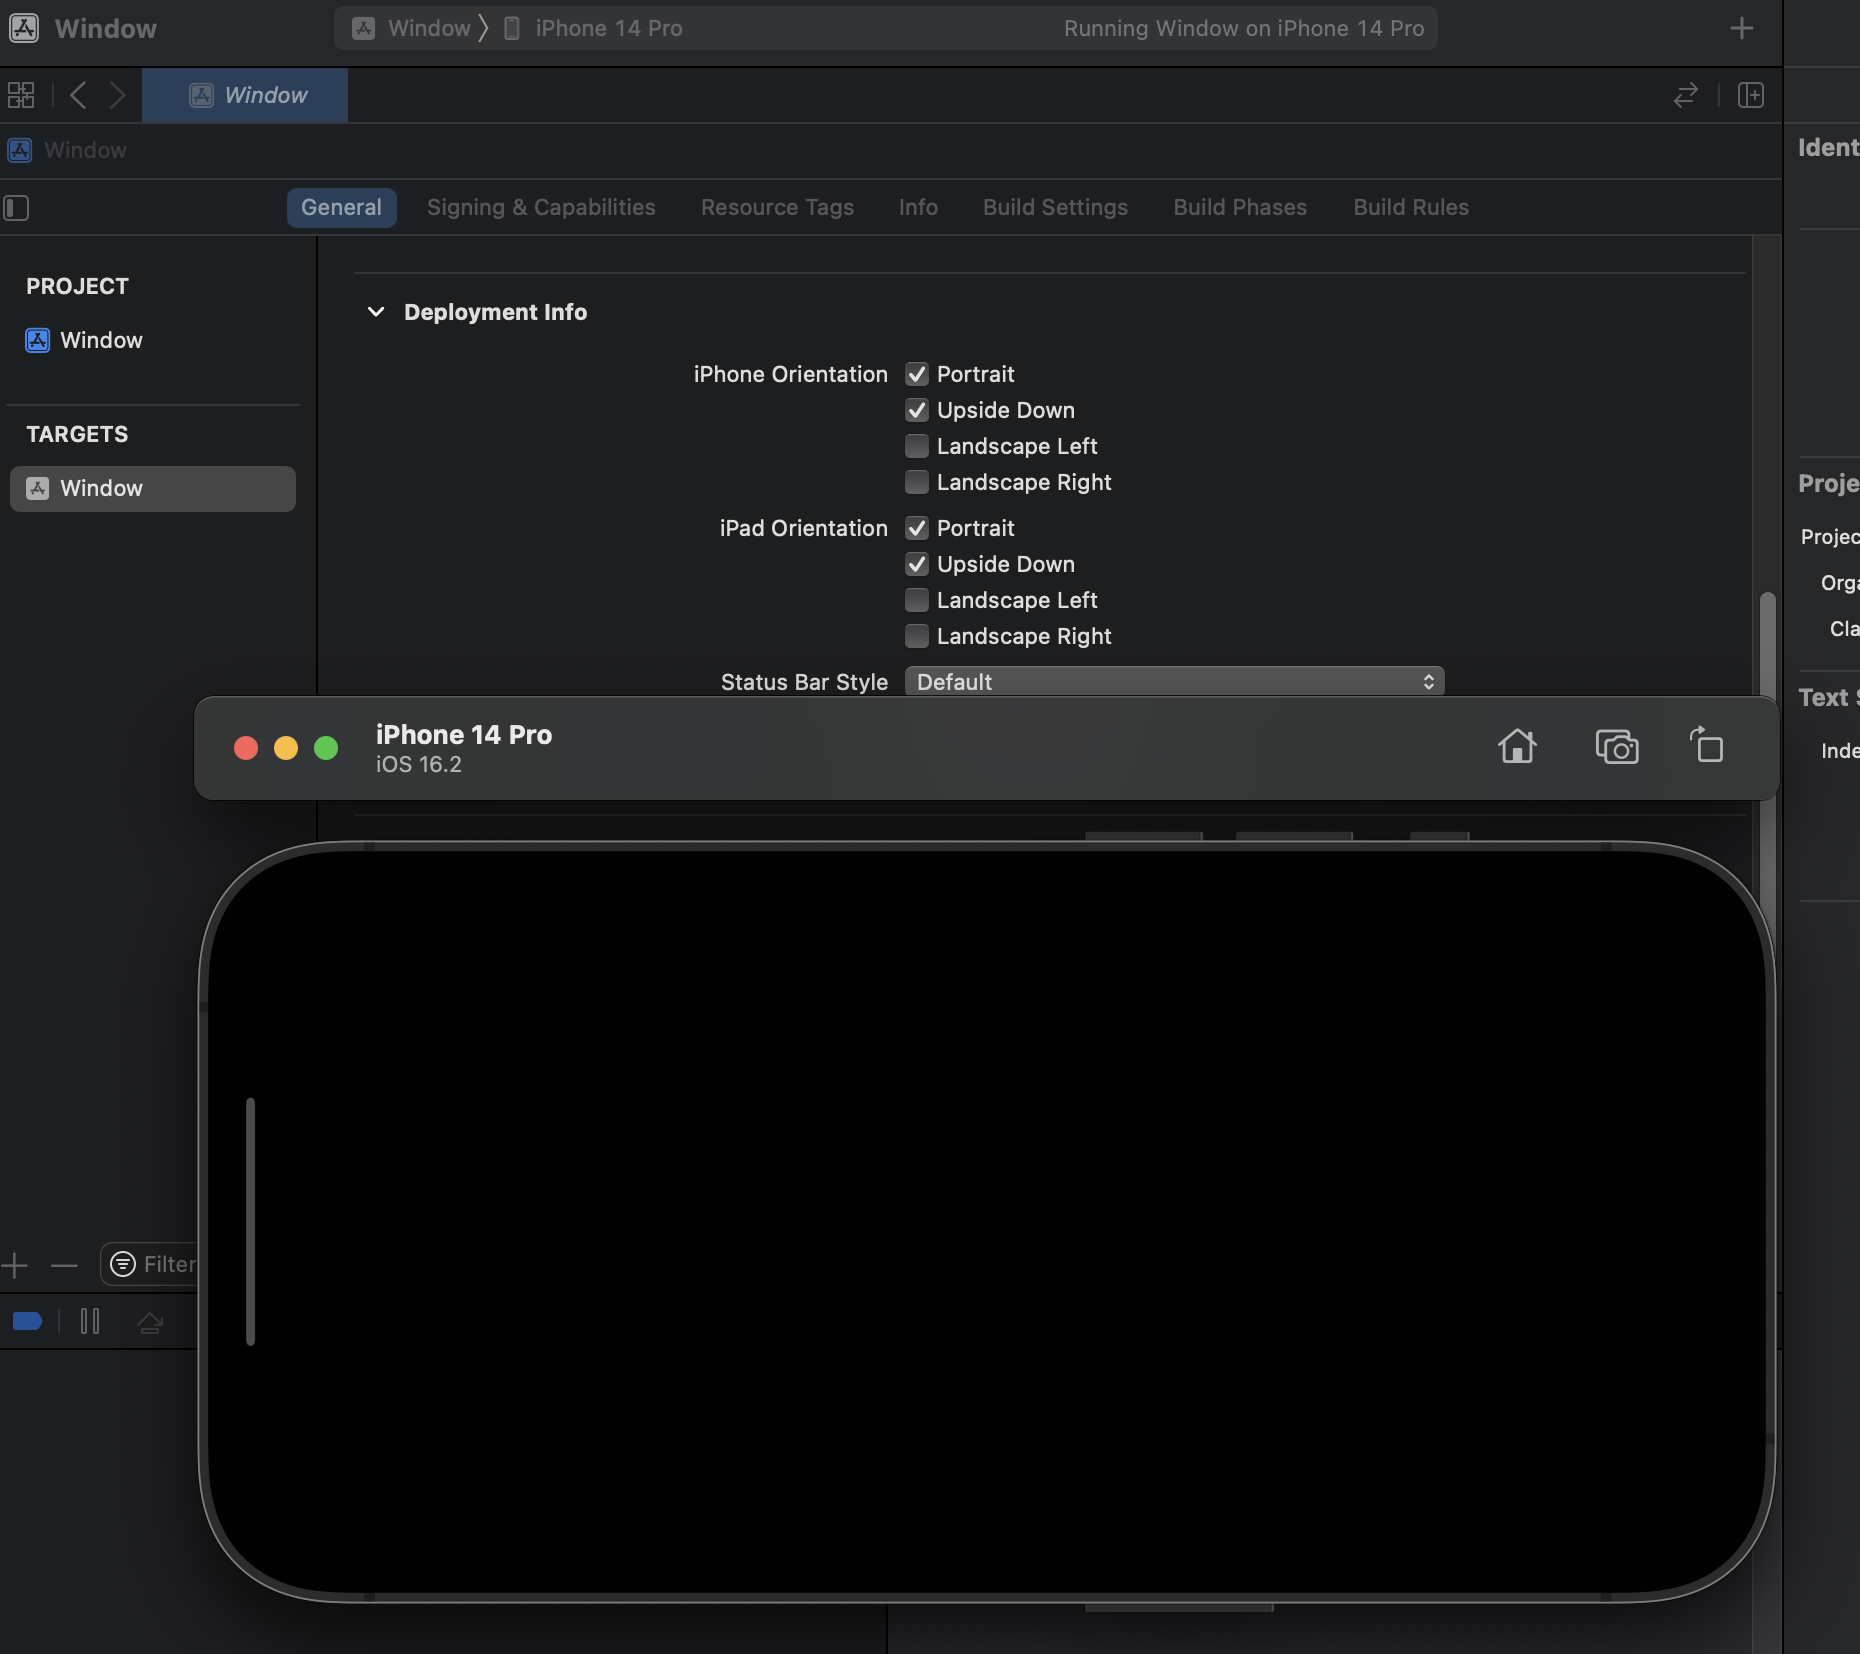 Window
Window
iPhone 14 Pro
Running Window on iPhone 14 Pro
Window
Window
General
Signing & Capabilities
Resource Tags
Info
Build Settings
Build Phases
Build Rules
PROJECT
Window
TARGETS
Window
Deployment Info
iPhone Orientation
Portrait
Upside Down
Landscape Left
Landscape Right
iPad Orientation
Portrait
Upside Down
Landscape Left
Landscape Right
Status Bar Style
Default
iPhone 14 Pro
iOS 16.2
Filter
Ident
Proje
Projec
Orga
Cla
Text S
Inde